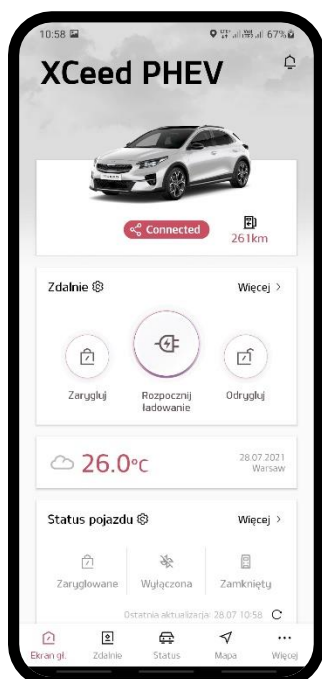 10:58 67%
XCeed PHEV
Connected
261km
Zdalnie Więcej >
Zarygluj Rozpocznij ładowanie Odrygluj
26.0°C
28.07.2021
Warsaw
Status pojazdu Więcej >
Zaryglowane Wyłączona Zamknięty
Ostatnia aktualizacja: 28.07 10:58
Ekran gł. Zdalnie Status Mapa Więcej